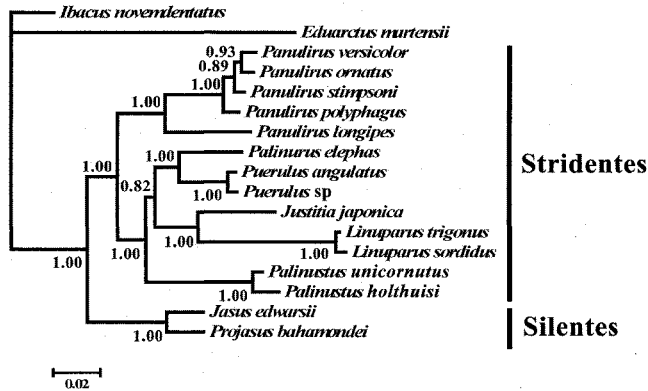 Ibacus novemdentatus
Eduarctus martensii
0.93 Panulirus versicolor
0.89 Panulirus ornatus
1.00 Panulirus stimpsoni
1.00 Panulirus polyphagus
Panulirus longipes
1.00 Palinurus elephas
1.00 Puerulus angulatus
0.82 1.00 Puerulus sp
Stridentes
Justitia japonica
Linuparus trigonus
1.00 1.00 1.00 1.00 Linuparus sordidus
Palinustus unicornutus
1.00 Palinustus holthuisi
Jasus edwarsii
1.00 Projasus bahamondei
Silentes
0.02